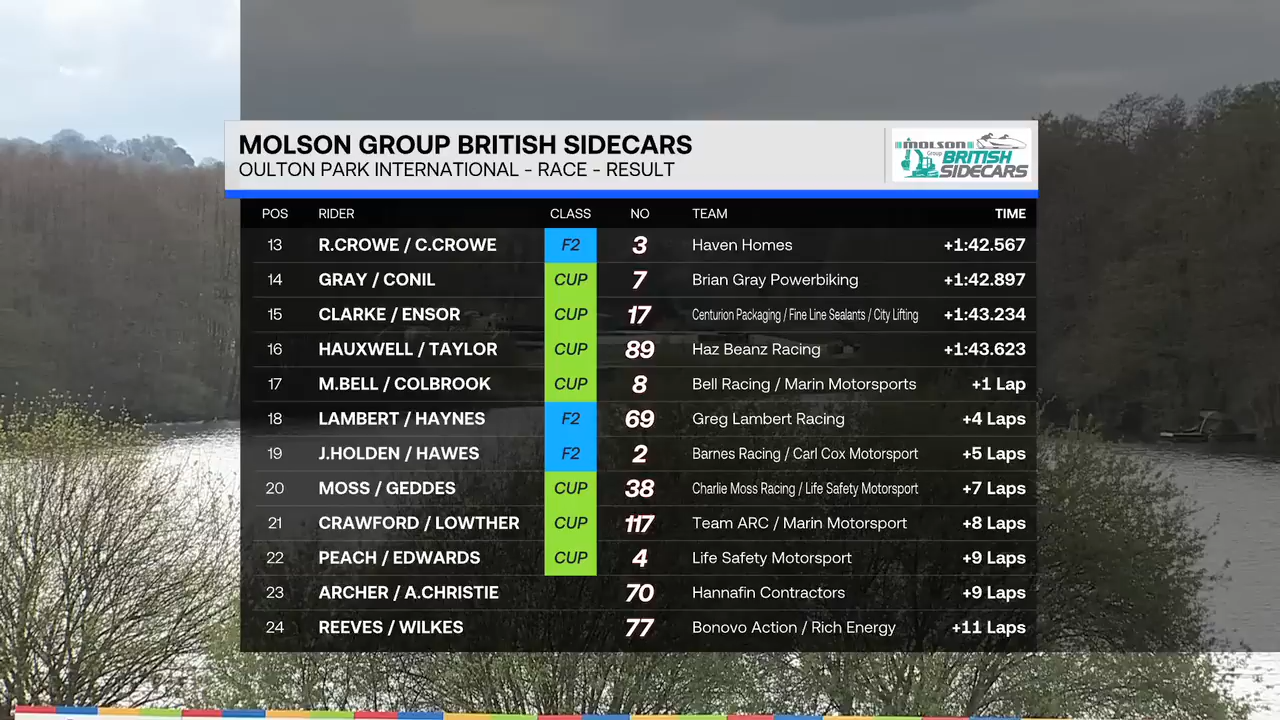 MOLSON GROUP BRITISH SIDECARS
OULTON PARK INTERNATIONAL - RACE - RESULT
MOLSON
Group
BRITISH
SIDECARS
POS RIDER CLASS NO TEAM TIME
13 R.CROWE / C.CROWE F2 3 Haven Homes +1:42.567
14 GRAY / CONIL CUP 7 Brian Gray Powerbiking +1:42.897
15 CLARKE / ENSOR CUP 17 Centurion Packaging / Fine Line Sealants / City Lifting +1:43.234
16 HAUXWELL / TAYLOR CUP 89 Haz Beanz Racing +1:43.623
17 M.BELL / COLBROOK CUP 8 Bell Racing / Marin Motorsports +1 Lap
18 LAMBERT / HAYNES F2 69 Greg Lambert Racing +4 Laps
19 J.HOLDEN / HAWES F2 2 Barnes Racing / Carl Cox Motorsport +5 Laps
20 MOSS / GEDDES CUP 38 Charlie Moss Racing / Life Safety Motorsport +7 Laps
21 CRAWFORD / LOWTHER CUP 117 Team ARC / Marin Motorsport +8 Laps
22 PEACH / EDWARDS CUP 4 Life Safety Motorsport +9 Laps
23 ARCHER / A.CHRISTIE 70 Hannafin Contractors +9 Laps
24 REEVES / WILKES 77 Bonovo Action / Rich Energy +11 Laps